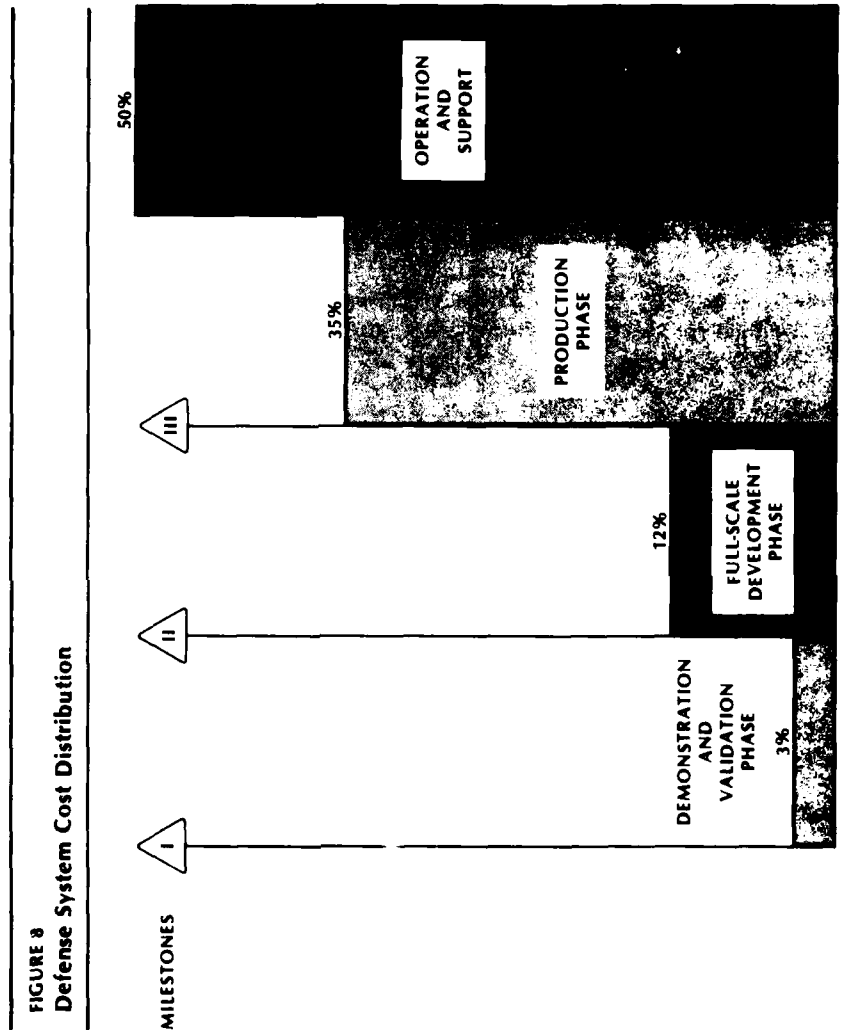 FIGURE 8
Defense System Cost Distribution
MILESTONES
I
II
III
DEMONSTRATION
AND
VALIDATION
PHASE
3%
12%
FULL-SCALE
DEVELOPMENT
PHASE
35%
PRODUCTION
PHASE
50%
OPERATION
AND
SUPPORT